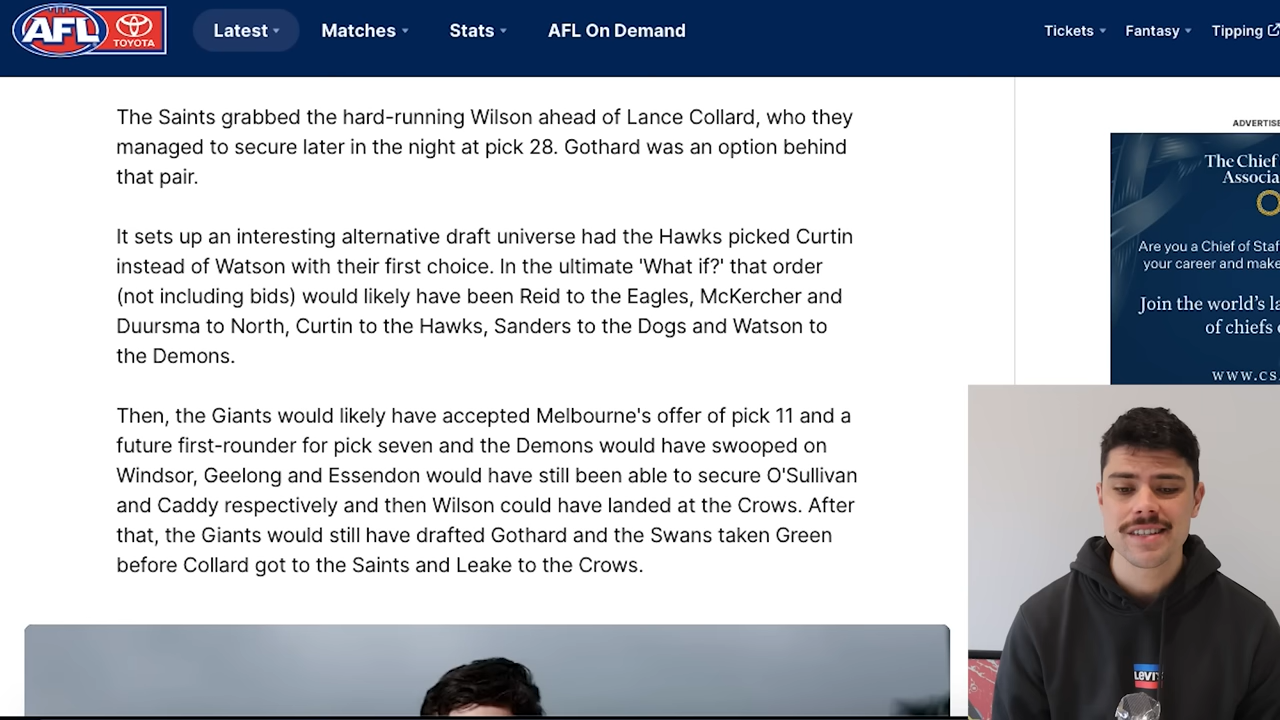 AFL
TOYOTA
Latest
Matches
Stats
AFL On Demand
Tickets
Fantasy
Tipping
The Saints grabbed the hard-running Wilson ahead of Lance Collard, who they
managed to secure later in the night at pick 28. Gothard was an option behind
that pair.
It sets up an interesting alternative draft universe had the Hawks picked Curtin
instead of Watson with their first choice. In the ultimate 'What if?' that order
(not including bids) would likely have been Reid to the Eagles, McKercher and
Duursma to North, Curtin to the Hawks, Sanders to the Dogs and Watson to
the Demons.
Then, the Giants would likely have accepted Melbourne's offer of pick 11 and a
future first-rounder for pick seven and the Demons would have swooped on
Windsor, Geelong and Essendon would have still been able to secure O'Sullivan
and Caddy respectively and then Wilson could have landed at the Crows. After
that, the Giants would still have drafted Gothard and the Swans taken Green
before Collard got to the Saints and Leake to the Crows.
ADVERTISE
The Chief
Associa
Are you a Chief of Staf
your career and make
Join the world's la
of chiefs
www.cs
Levi's